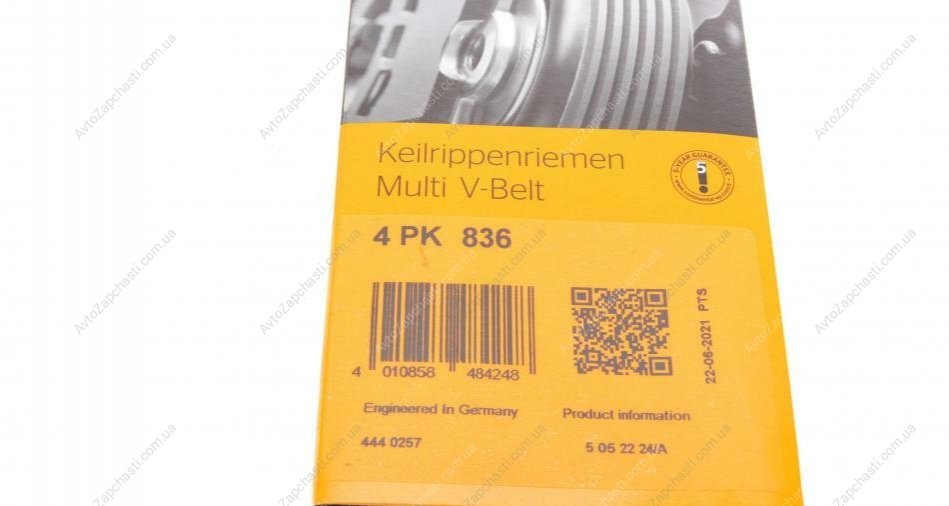 Keilrippenriemen
Multi V-Belt
5-YEAR GUARANTEE
5
4 PK 836
4 010858 484248
22-06-2021 PTS
Engineered In Germany
Product information
444 0257
5 05 22 24/A
AvtoZapchasti.com.ua